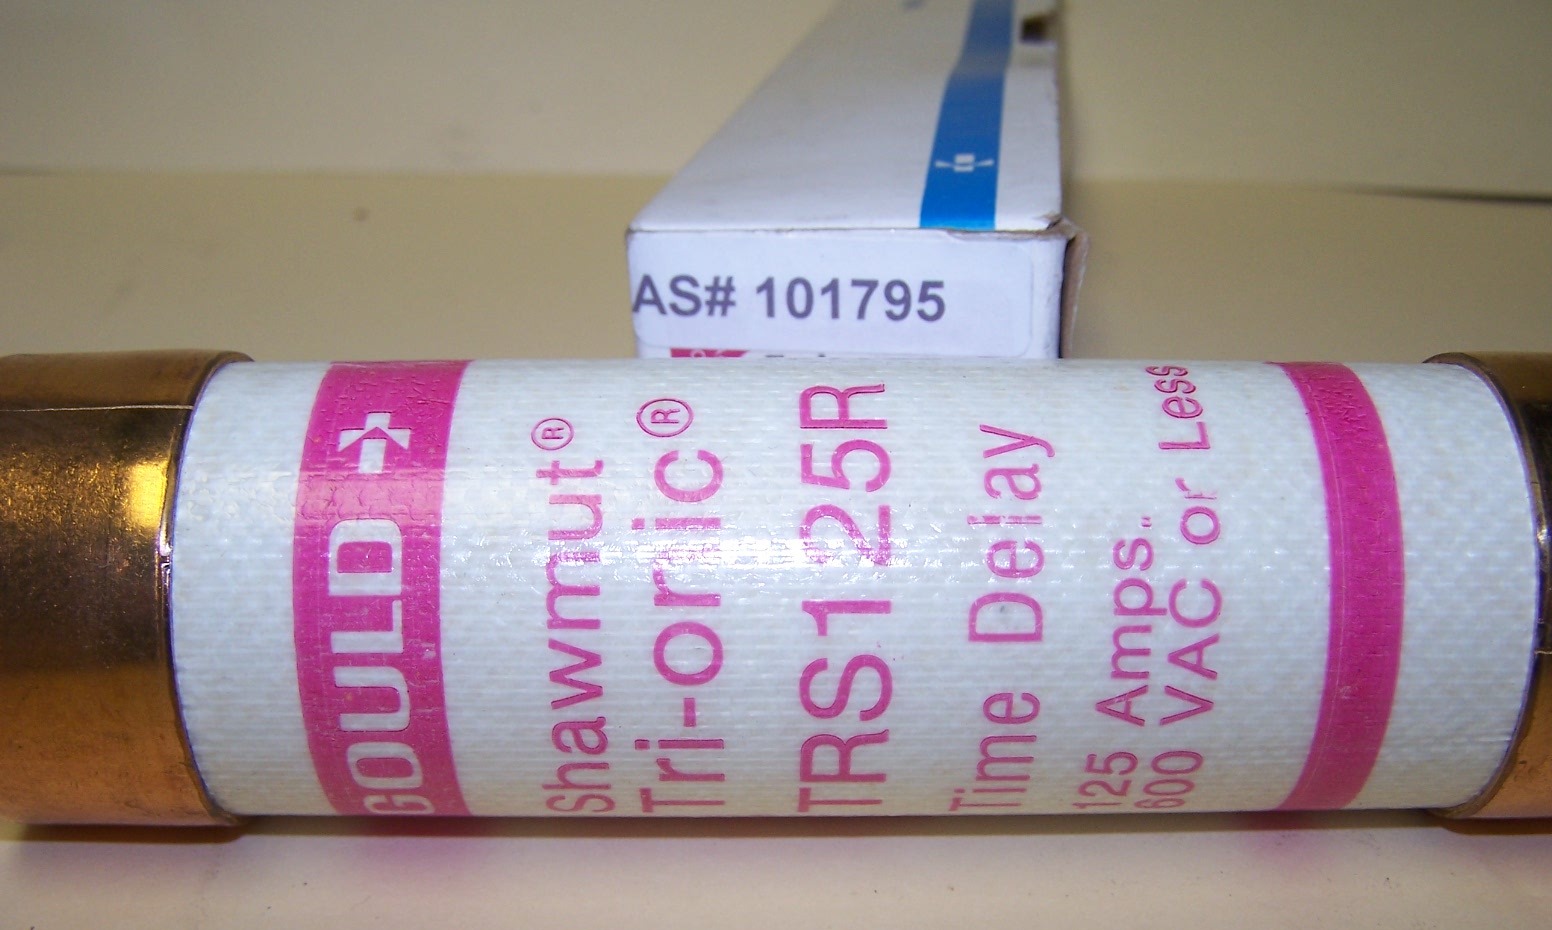 AS# 101795
GOULD
Shawmut®
Tri-onic®
TRS125R
Time Delay
125 Amps.
600 VAC or Less